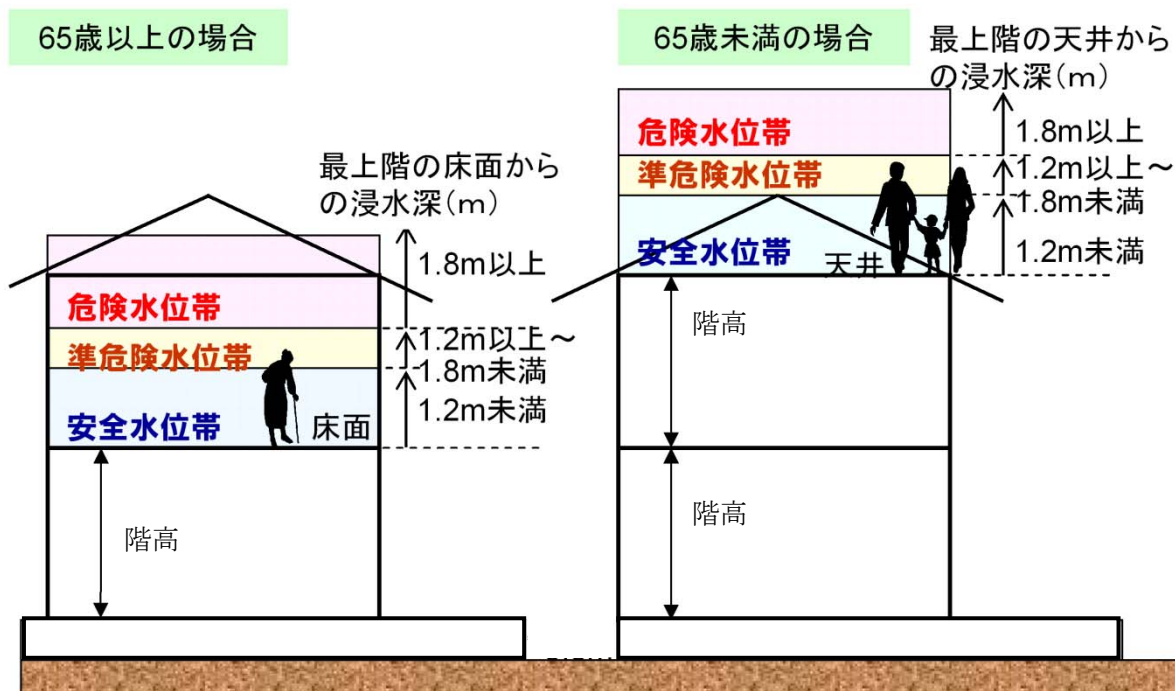 65歳以上の場合
最上階の床面から
の浸水深(m)
1.8m以上
危険水位帯
1.2m以上～
準危険水位帯
1.8m未満
安全水位帯
床面
1.2m未満
階高
65歳未満の場合
最上階の天井から
の浸水深(m)
危険水位帯
1.8m以上
準危険水位帯
1.2m以上～
1.8m未満
安全水位帯
天井
1.2m未満
階高
階高